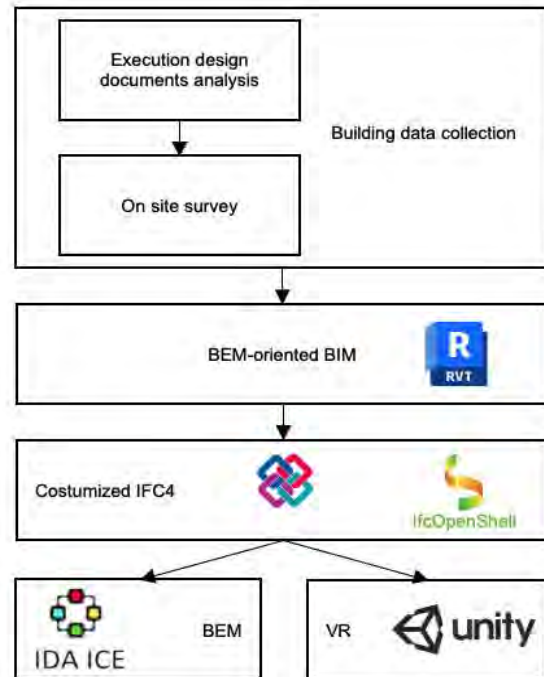 Execution design
documents analysis
Building data collection
On site survey
BEM-oriented BIM
R
RVT
Costumized IFC4
IfcOpenShell
IDA ICE
BEM
VR
unity